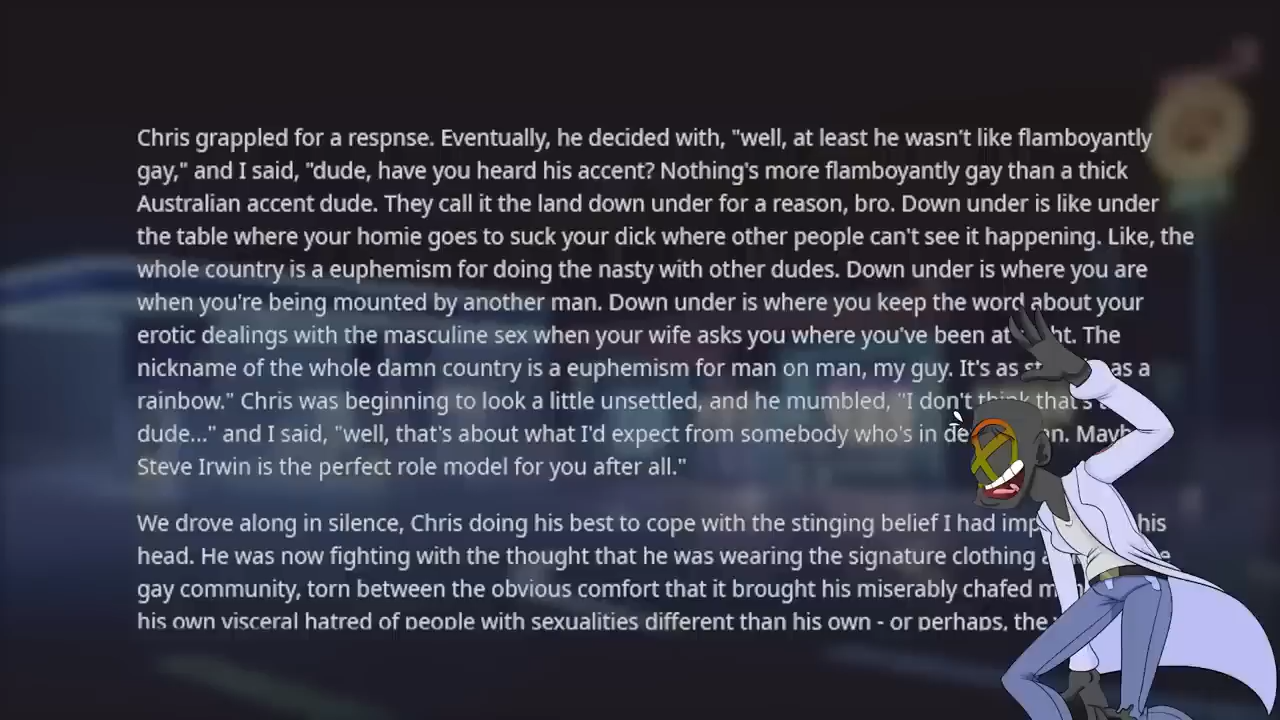 Chris grappled for a respnse. Eventually, he decided with, "well, at least he wasn't like flamboyantly
gay," and I said, "dude, have you heard his accent? Nothing's more flamboyantly gay than a thick
Australian accent dude. They call it the land down under for a reason, bro. Down under is like under
the table where your homie goes to suck your dick where other people can't see it happening. Like, the
whole country is a euphemism for doing the nasty with other dudes. Down under is where you are
when you're being mounted by another man. Down under is where you keep the word about your
erotic dealings with the masculine sex when your wife asks you where you've been at The
nickname of the whole damn country is a euphemism for man on man, my guy. It's as as a
rainbow." Chris was beginning to look a little unsettled, and he mumbled, "I don't think that's
dude..." and I said, "well, that's about what I'd expect from somebody who's in
Steve Irwin is the perfect role model for you after all."
We drove along in silence, Chris doing his best to cope with the stinging belief I had his
head. He was now fighting with the thought that he was wearing the signature clothing
gay community, torn between the obvious comfort that it brought his miserably chafed
his own visceral hatred of people with sexualities different than his own - or perhaps, the